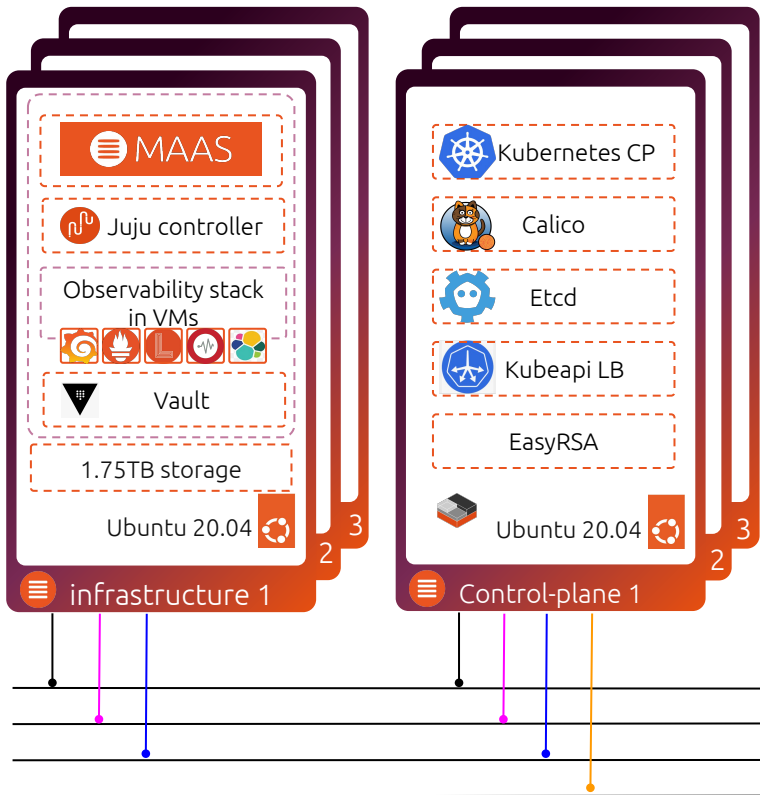 MAAS
Juju controller
Observability stack
in VMs
L
Vault
1.75TB storage
Ubuntu 20.04
infrastructure 1
2
3
Kubernetes CP
Calico
Etcd
Kubeapi LB
EasyRSA
Ubuntu 20.04
Control-plane 1
2
3